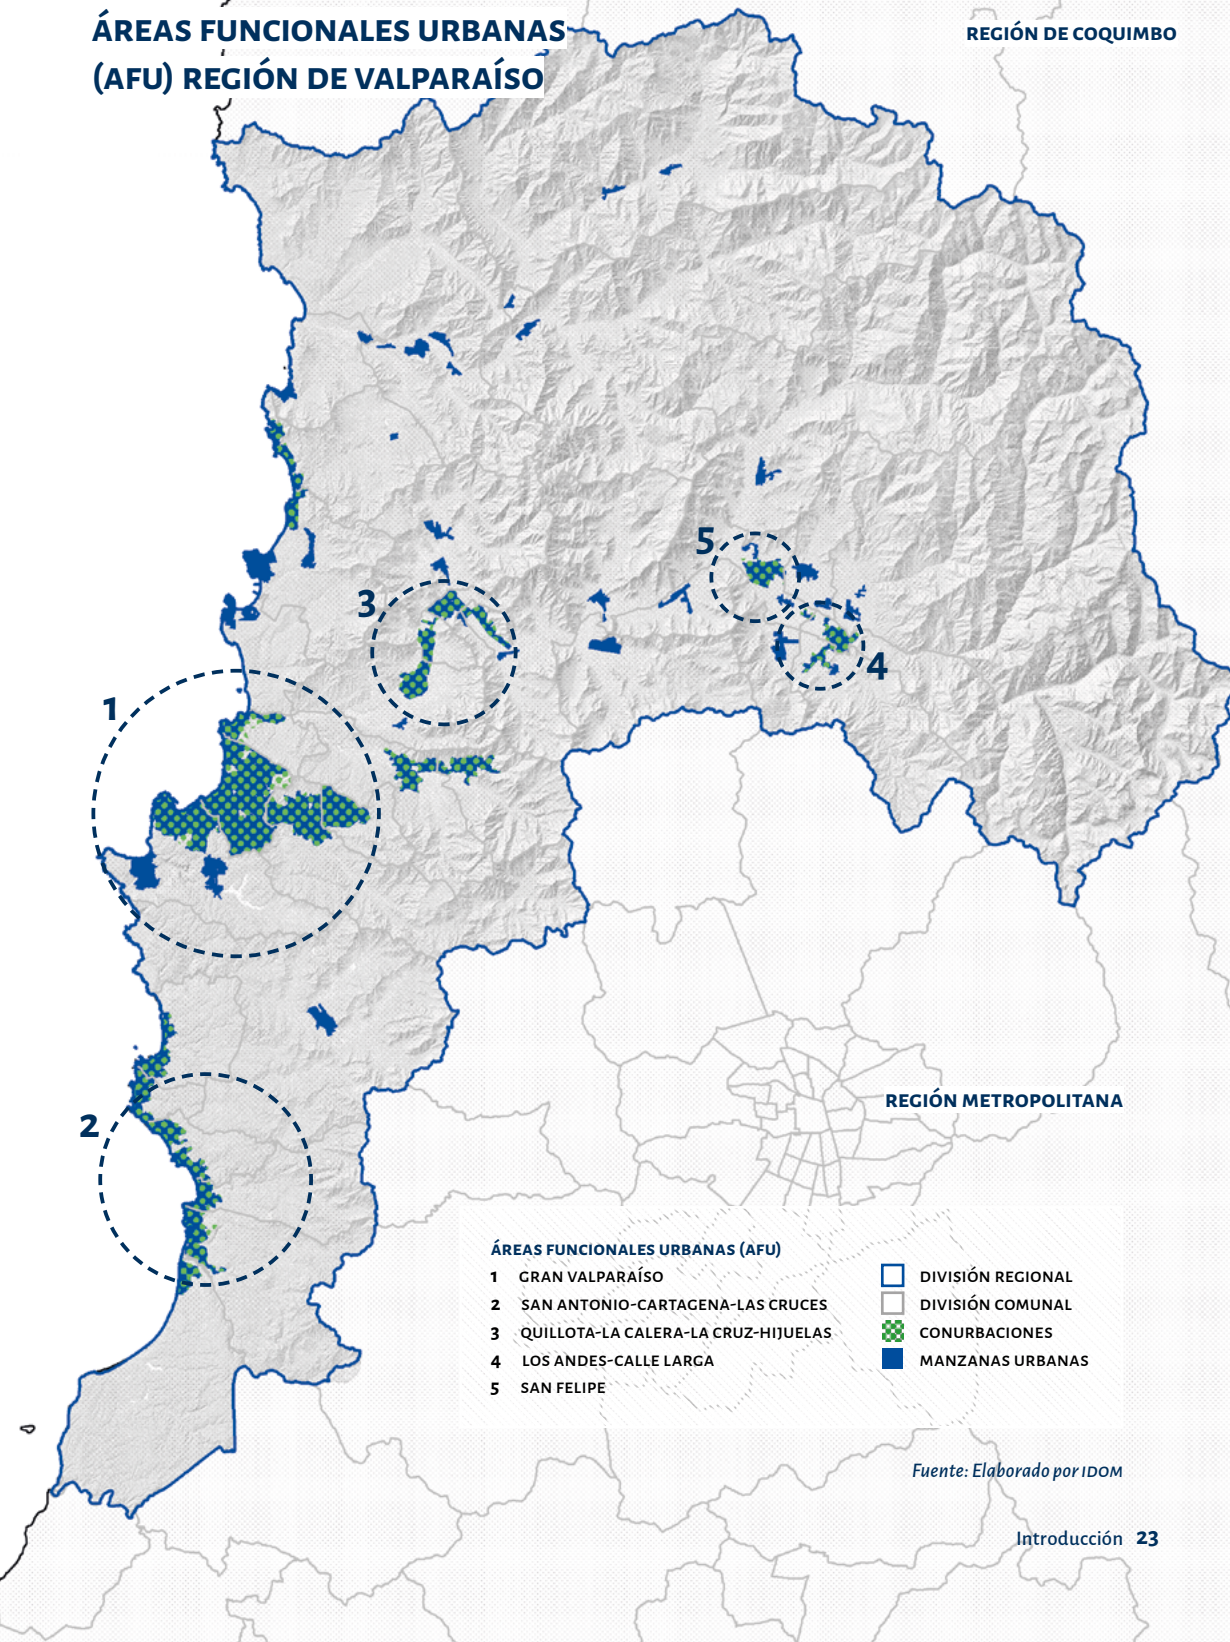 ÁREAS FUNCIONALES URBANAS
(AFU) REGIÓN DE VALPARAÍSO
REGIÓN DE COQUIMBO
5
3
4
1
REGIÓN METROPOLITANA
2
ÁREAS FUNCIONALES URBANAS (AFU)
1 GRAN VALPARAÍSO
2 SAN ANTONIO-CARTAGENA-LAS CRUCES
3 QUILLOTA-LA CALERA-LA CRUZ-HIJUELAS
4 LOS ANDES-CALLE LARGA
5 SAN FELIPE
DIVISIÓN REGIONAL
DIVISIÓN COMUNAL
CONURBACIONES
MANZANAS URBANAS
Fuente: Elaborado por IDOM
Introducción 23